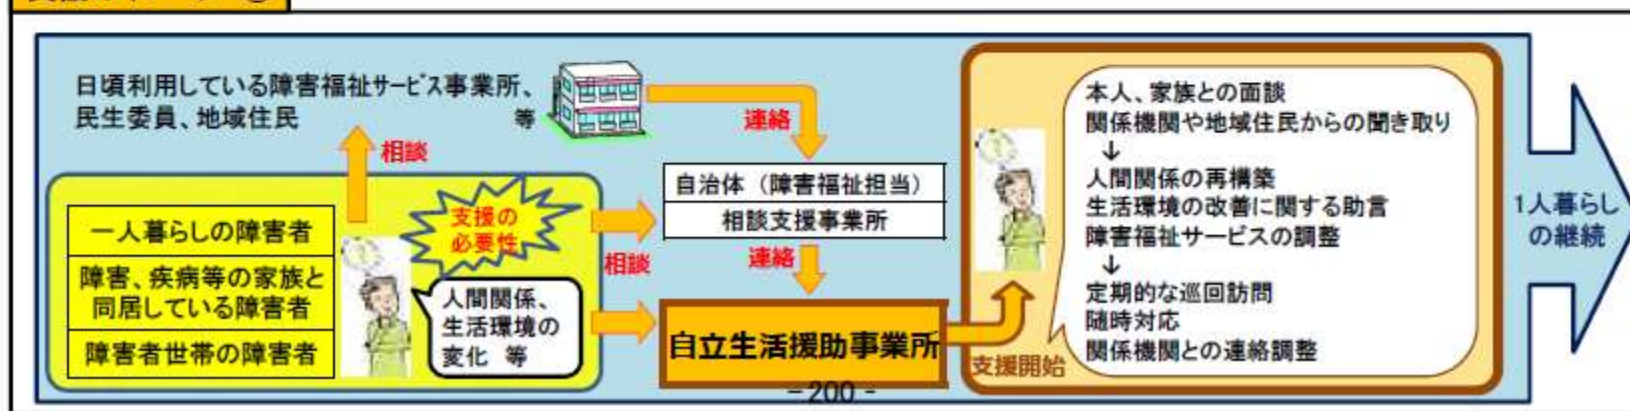 日頃利用している障害福祉サービス事業所、
民生委員、地域住民 等
連絡
相談
自治体(障害福祉担当)
相談支援事業所
一人暮らしの障害者
障害、疾病等の家族と
同居している障害者
障害者世帯の障害者
支援の
必要性
人間関係、
生活環境の
変化 等
相談
連絡
自立生活援助事業所
支援開始
本人、家族との面談
関係機関や地域住民からの聞き取り
↓
人間関係の再構築
生活環境の改善に関する助言
障害福祉サービスの調整
↓
定期的な巡回訪問
随時対応
関係機関との連絡調整
1人暮らし
の継続
-200-